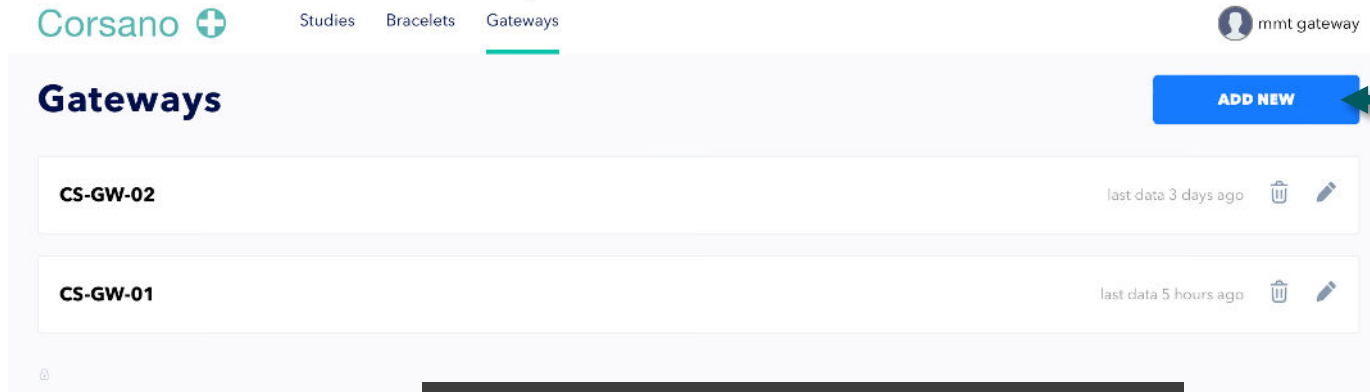 Corsano Studies Bracelets Gateways mmt gateway
Gateways ADD NEW
CS-GW-02 last data 3 days ago
CS-GW-01 last data 5 hours ago